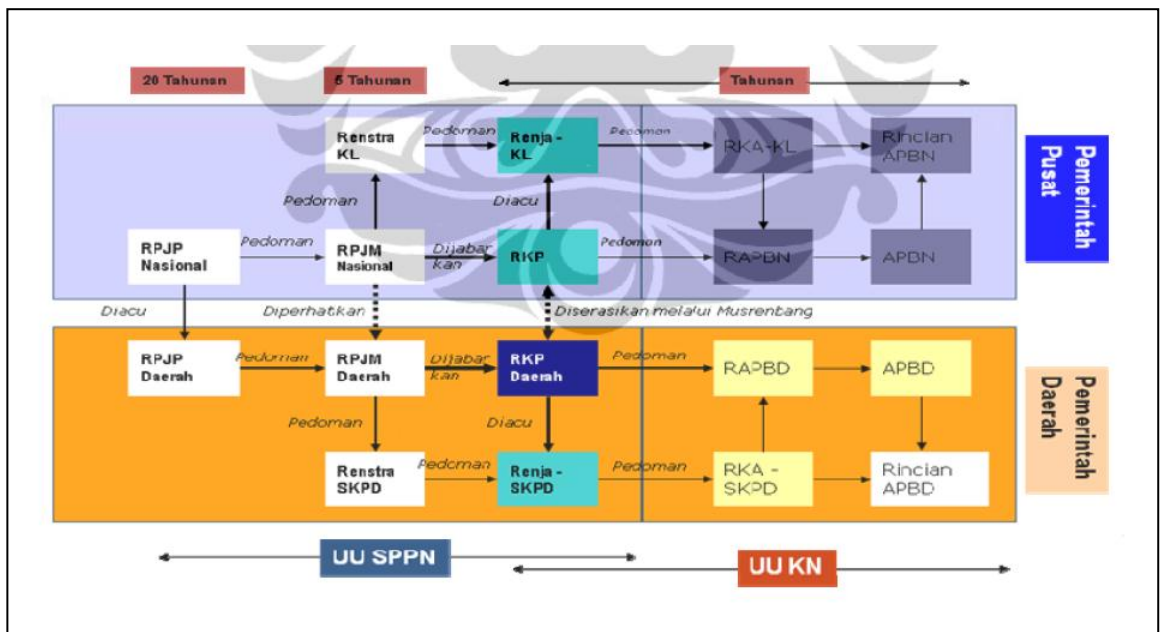 20 Tahunan
5 Tahunan
Tahunan
Renstra
KL
Pedoman
Renja -
KL
Pedoman
RKA-KL
Rincian
APBN
Pedoman
Diacu
RPJP
Nasional
Pedoman
RPJM
Nasional
Dijabar
kan
RKP
Pedoman
RAPBN
APBN
Pemerintah
Pusat
Diacu
Diperhatkan
Diserasikan melalui Musrentang
RPJP
Daerah
Pedoman
RPJM
Daerah
Dijabar
kan
RKP
Daerah
Pedoman
RAPBD
APBD
Pedoman
Diacu
Renstra
SKPD
Pedoman
Renja -
SKPD
Pedoman
RKA -
SKPD
Rincian
APBD
Pemerintah
Daerah
UU SPPN
UU KN